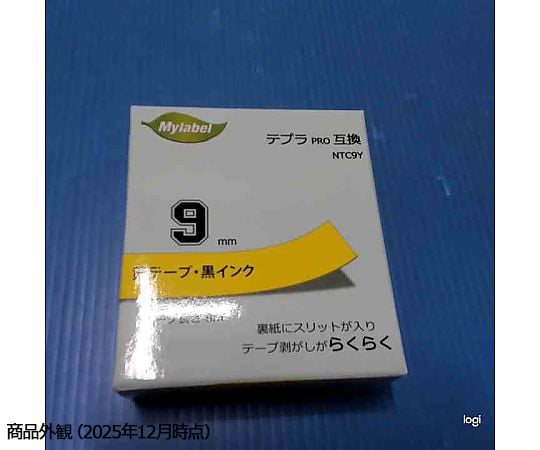 Mylabel
テプラ PRO 互換
NTC9Y
9 mm
テープ・黒インク
裏紙にスリットが入り
テープ剥がしがらくらく
logi
商品外観（2025年12月時点）